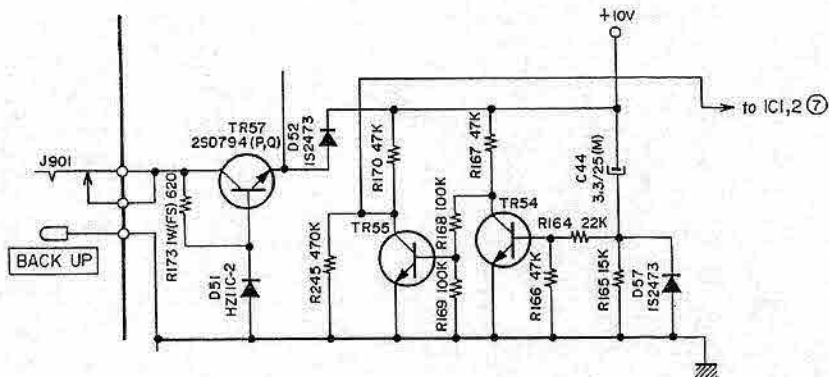 +10V
to IC1,2 ⑦
TR57
2SD794 (P,Q)
D52
1S2473
R170 47K
R167 47K
C44
3.3/25(M)
J901
R173 1W(FS) 620
TR55
R168 100K
TR54
R164 22K
BACK UP
D51
HZ11C-2
R245 470K
R169 100K
R166 47K
R165 15K
D57
1S2473